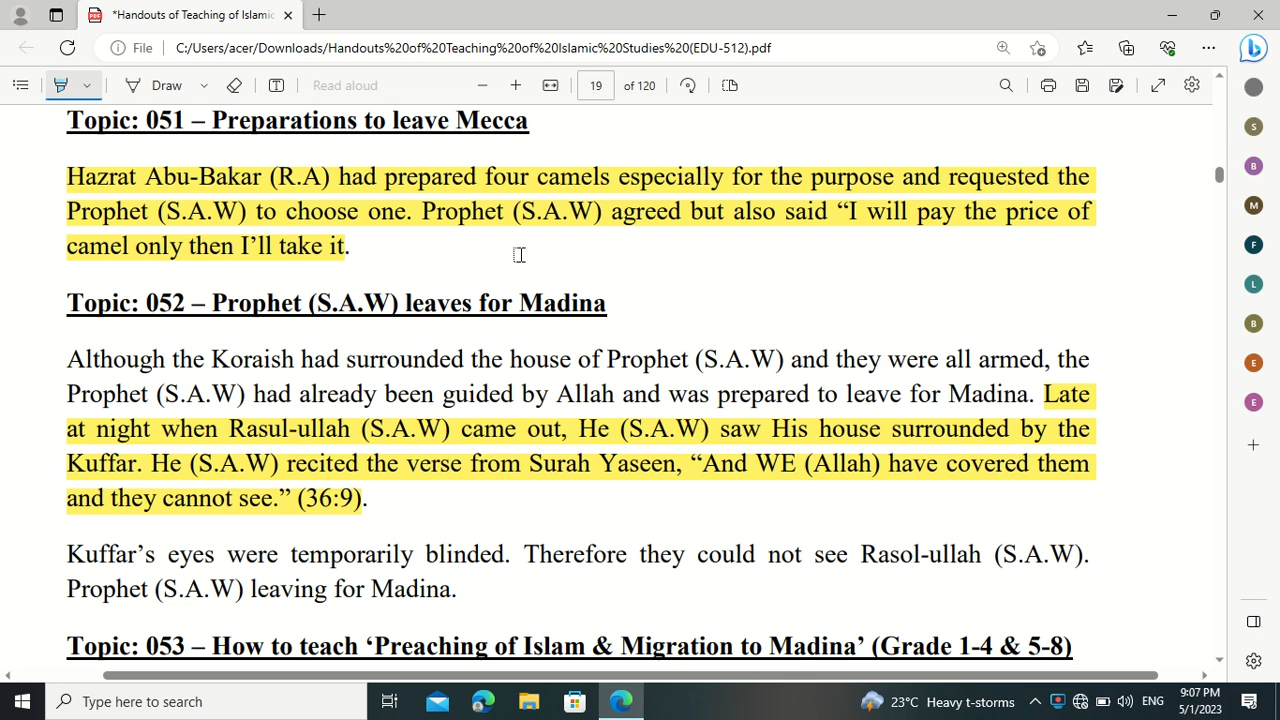 *Handouts of Teaching of Islamic
File
C:/Users/acer/Downloads/Handouts%20of%20Teaching%20of%20Islamic%20Studies%20(EDU-512).pdf
Draw
Read aloud
19 of 120
Topic: 051 – Preparations to leave Mecca
Hazrat Abu-Bakar (R.A) had prepared four camels especially for the purpose and requested the
Prophet (S.A.W) to choose one. Prophet (S.A.W) agreed but also said “I will pay the price of
camel only then I’ll take it.
Topic: 052 – Prophet (S.A.W) leaves for Madina
Although the Koraish had surrounded the house of Prophet (S.A.W) and they were all armed, the
Prophet (S.A.W) had already been guided by Allah and was prepared to leave for Madina. Late
at night when Rasul-ullah (S.A.W) came out, He (S.A.W) saw His house surrounded by the
Kuffar. He (S.A.W) recited the verse from Surah Yaseen, “And WE (Allah) have covered them
and they cannot see.” (36:9).
Kuffar’s eyes were temporarily blinded. Therefore they could not see Rasol-ullah (S.A.W).
Prophet (S.A.W) leaving for Madina.
Topic: 053 – How to teach ‘Preaching of Islam & Migration to Madina’ (Grade 1-4 & 5-8)
S
B
M
F
L
B
E
E
Type here to search
23°C Heavy t-storms
ENG
9:07 PM
5/1/2023